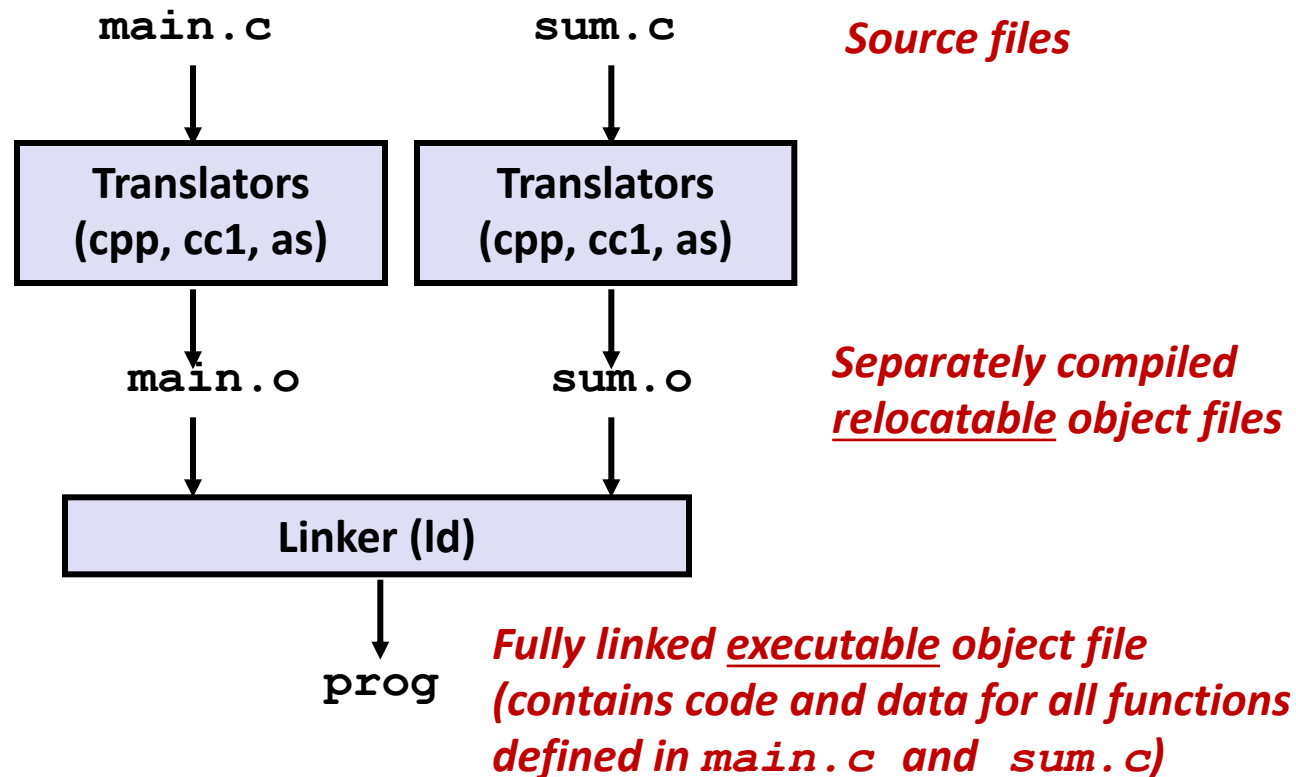 main.c
sum.c
Source files
Translators
(cpp, cc1, as)
Translators
(cpp, cc1, as)
main.o
sum.o
Separately compiled
relocatable object files
Linker (ld)
prog
Fully linked executable object file
(contains code and data for all functions
defined in main.c and sum.c)